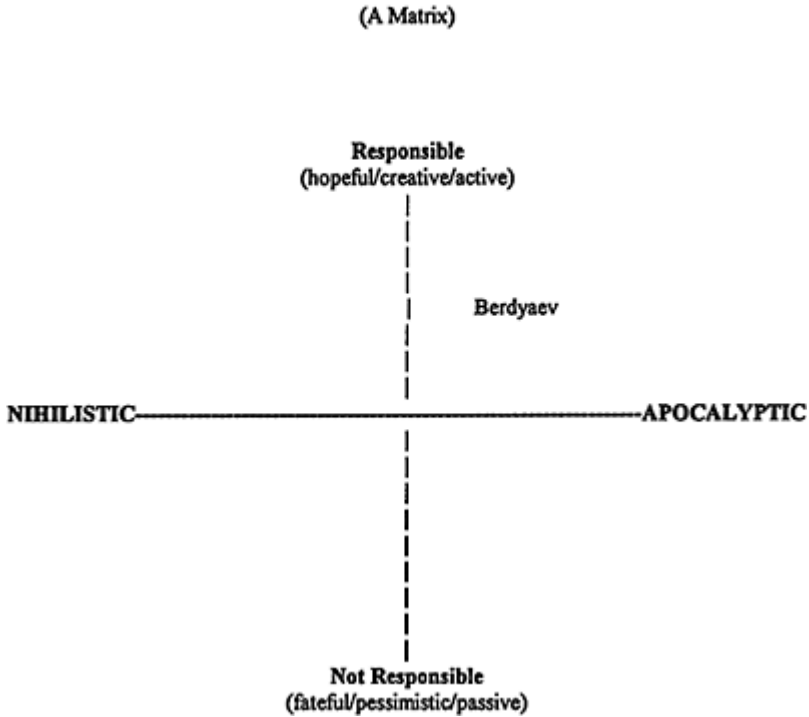 (A Matrix)
Responsible
(hopeful/creative/active)
Berdyaev
NIHILISTIC
APOCALYPTIC
Not Responsible
(fateful/pessimistic/passive)